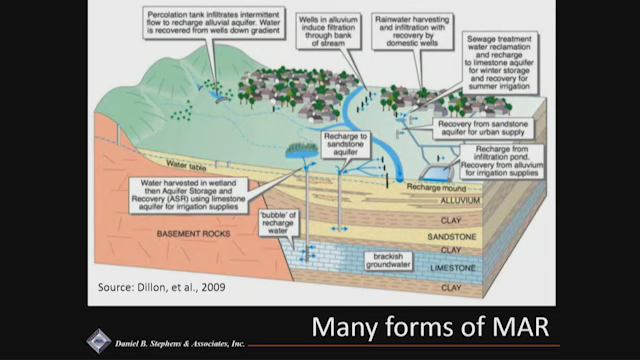 Percolation tank infiltrates intermittent
flow to recharge alluvial aquifer. Water
is recovered from wells down gradient
Wells in alluvium
induce filtration
through bank
of stream
Rainwater harvesting
and infiltration with
recovery by
domestic wells
Sewage treatment
water reclamation
and recharge
to limestone aquifer
for winter storage
and recovery for
summer irrigation
Recovery from sandstone
aquifer for urban supply
Recharge to
sandstone
aquifer
Recharge from
infiltration pond.
Recovery from alluvium
for irrigation supplies
Water table
Water harvested in wetland
then Aquifer Storage and
Recovery (ASR) using limestone
aquifer for irrigation supplies
Recharge mound
ALLUVIUM
CLAY
'bubble' of
recharge
water
BASEMENT ROCKS
SANDSTONE
CLAY
brackish
groundwater
LIMESTONE
CLAY
Source: Dillon, et al., 2009
Many forms of MAR
Daniel B. Stephens & Associates, Inc.